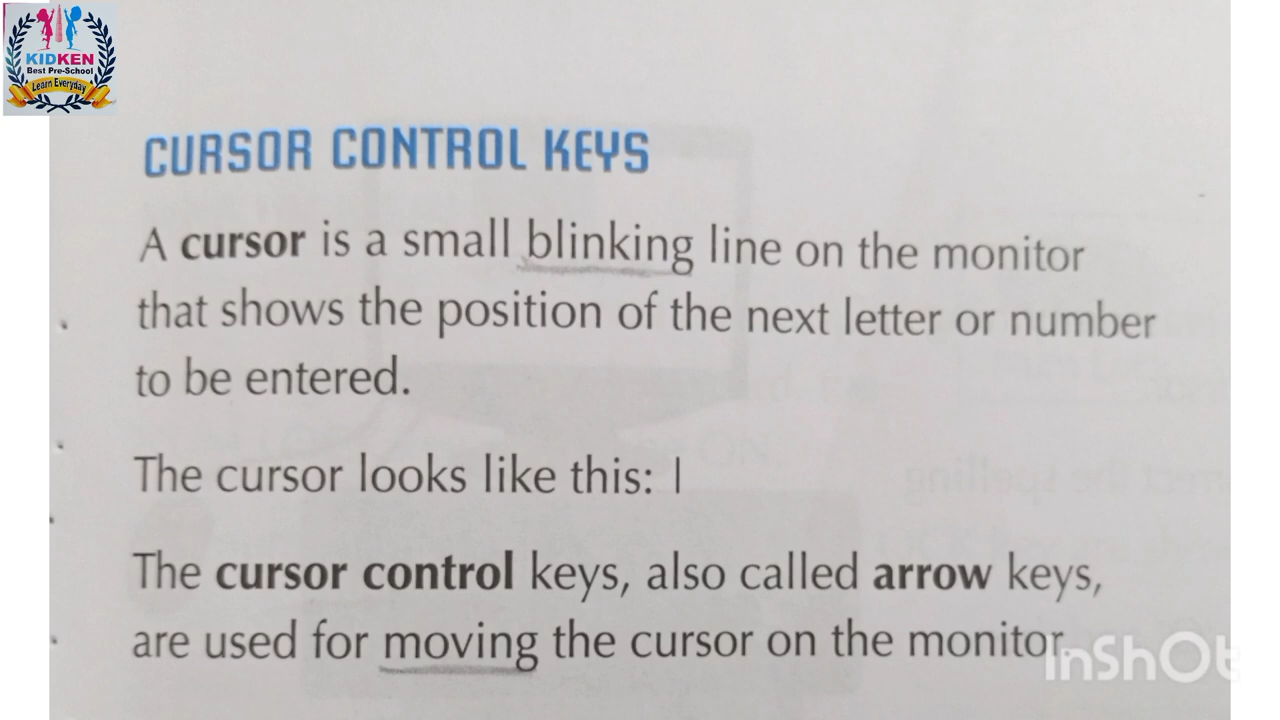 KIDKEN
Best Pre-School
Learn Everyday
CURSOR CONTROL KEYS
A cursor is a small blinking line on the monitor
that shows the position of the next letter or number
to be entered.
The cursor looks like this: |
The cursor control keys, also called arrow keys,
are used for moving the cursor on the monitor.
InShOt